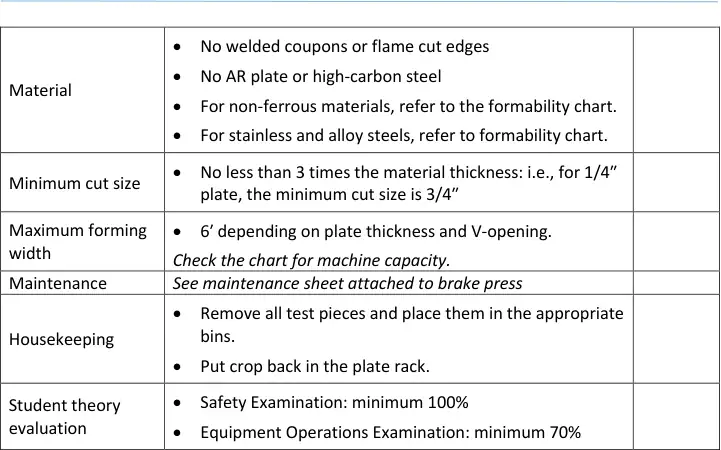 Material
• No welded coupons or flame cut edges
• No AR plate or high-carbon steel
• For non-ferrous materials, refer to the formability chart.
• For stainless and alloy steels, refer to formability chart.
Minimum cut size
• No less than 3 times the material thickness: i.e., for 1/4”
plate, the minimum cut size is 3/4”
Maximum forming
width
• 6’ depending on plate thickness and V-opening.
Check the chart for machine capacity.
Maintenance
See maintenance sheet attached to brake press
Housekeeping
• Remove all test pieces and place them in the appropriate
bins.
• Put crop back in the plate rack.
Student theory
evaluation
• Safety Examination: minimum 100%
• Equipment Operations Examination: minimum 70%